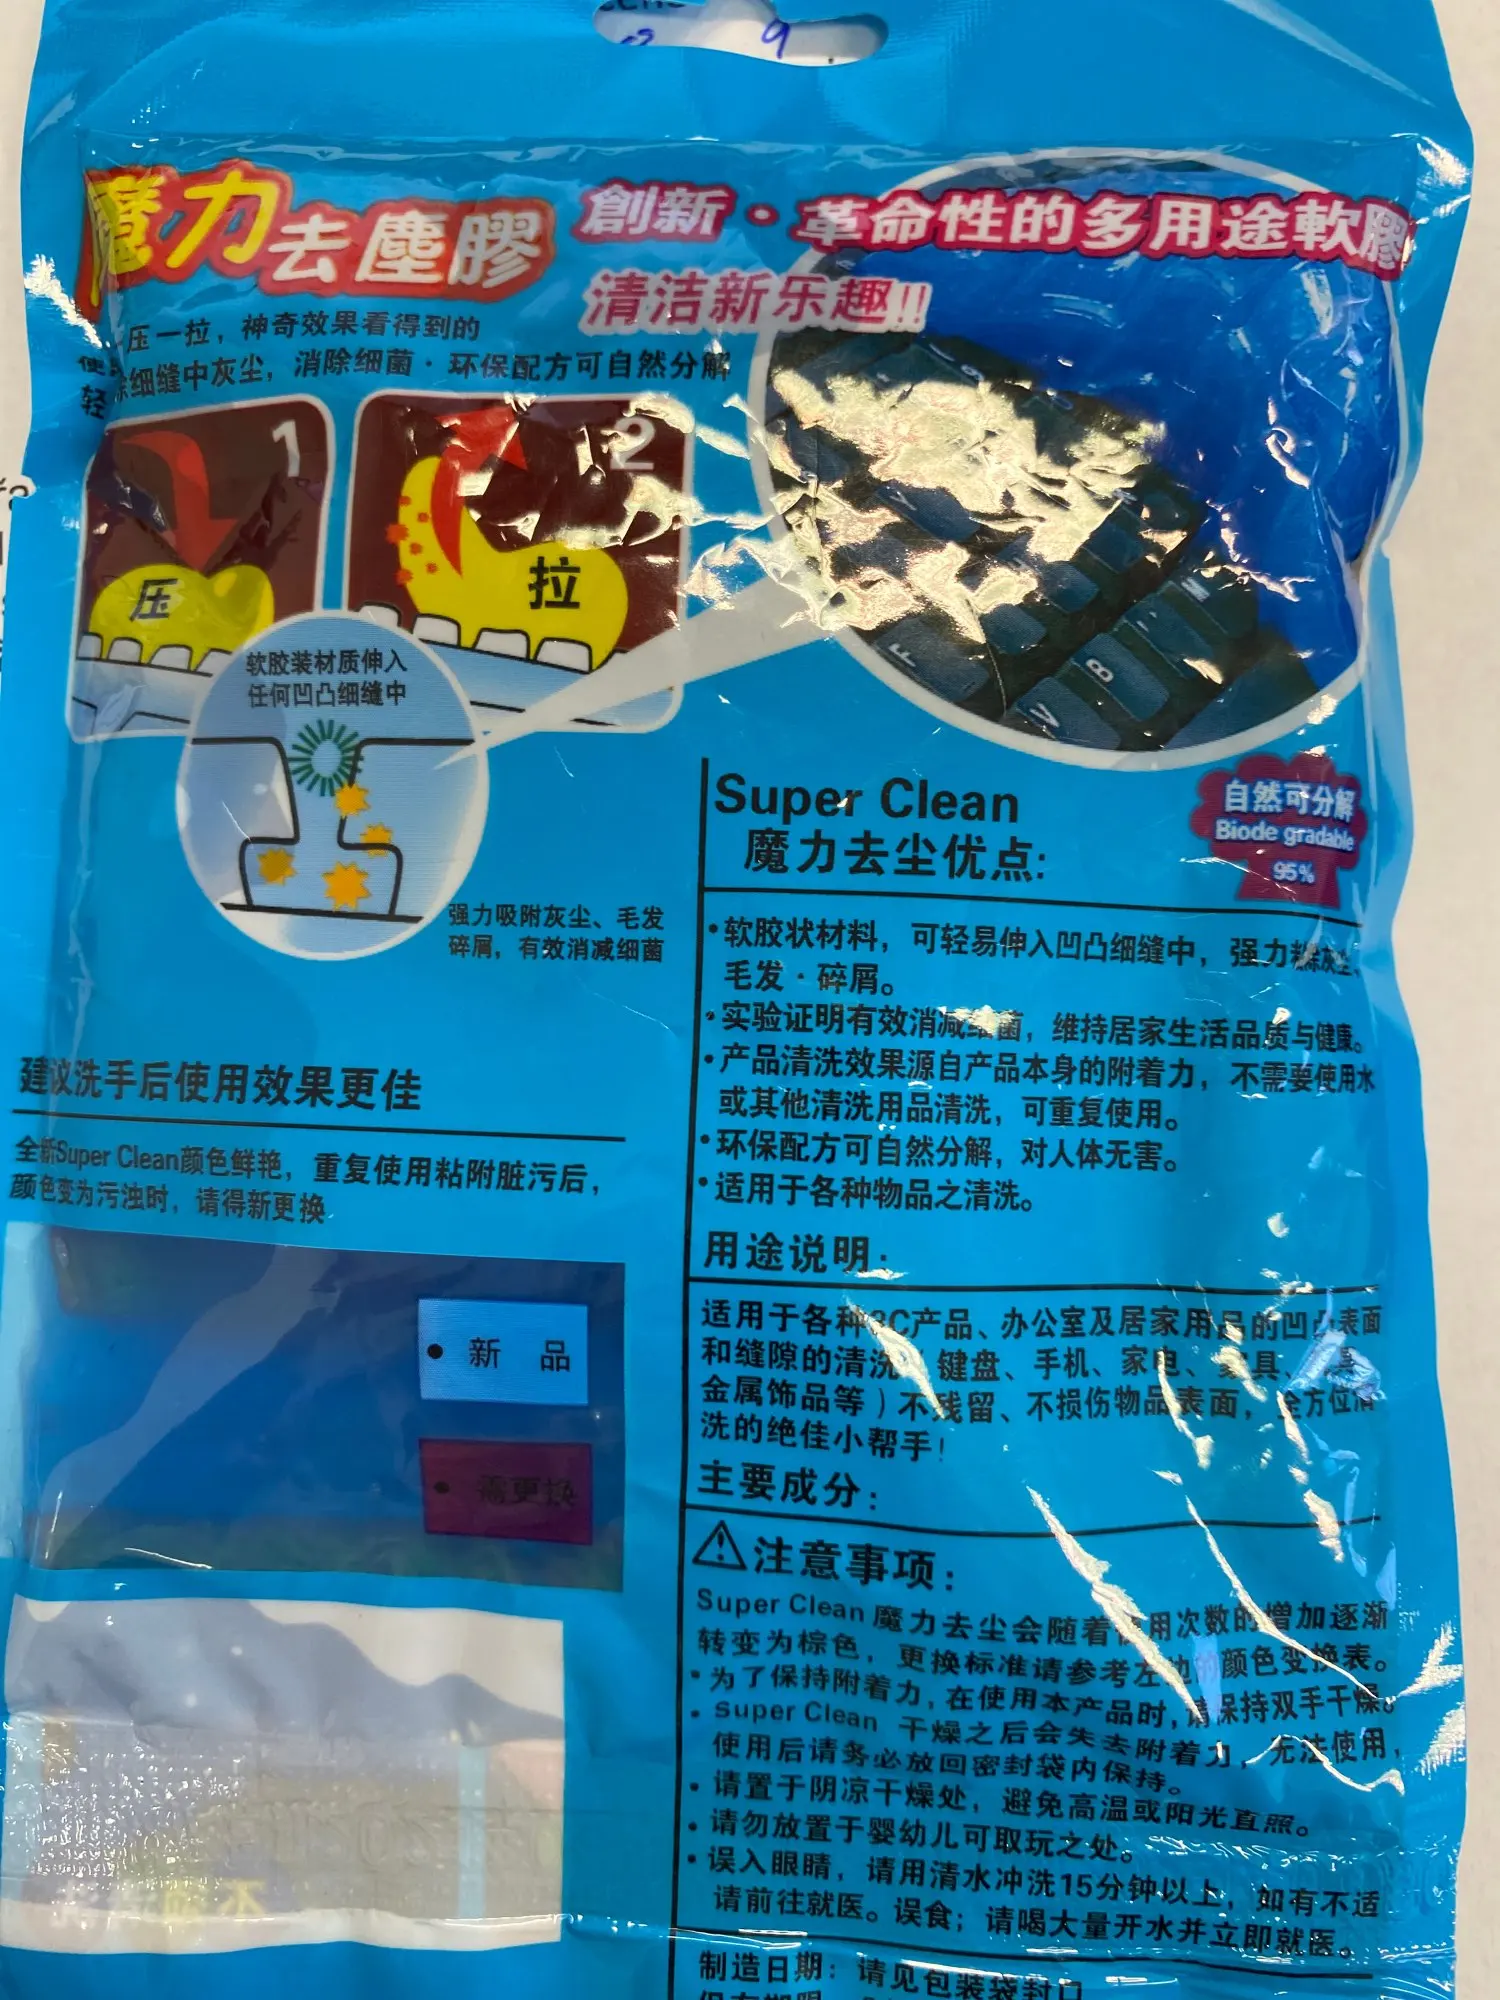 9
魔力去塵膠
創新·革命性的多用途軟膠
清洁新乐趣!!
一压一拉，神奇效果看得到的
细缝中灰尘，消除细菌·环保配方可自然分解
1
2
压
拉
软胶装材质伸入
任何凹凸细缝中
F
V
B
强力吸附灰尘、毛发
碎屑，有效消减细菌
Super Clean
魔力去尘优点:
自然可分解
Biode gradable
95%
·软胶状材料，可轻易伸入凹凸细缝中，强力粘除灰尘、
毛发·碎屑。
·实验证明有效消减细菌，维持居家生活品质与健康。
·产品清洗效果源自产品本身的附着力，不需要使用水
或其他清洗用品清洗，可重复使用。
·环保配方可自然分解，对人体无害。
·适用于各种物品之清洗。
建议洗手后使用效果更佳
全新Super Clean颜色鲜艳，重复使用粘附脏污后，
颜色变为污浊时，请得新更换
·新 品
·需更换
用途说明:
适用于各种3C产品、办公室及居家用品的凹凸表面
和缝隙的清洗 键盘、手机、家电、家具、
金属饰品等）不残留、不损伤物品表面，全方位清
洗的绝佳小帮手!
主要成分:
⚠注意事项:
Super Clean 魔力去尘会随着使用次数的增加逐渐
转变为棕色，更换标准请参考左边的颜色变换表。
·为了保持附着力,在使用本产品时,请保持双手干燥。
·super Clean 干燥之后会失去附着力，无法使用,
使用后请务必放回密封袋内保持。
·请置于阴凉干燥处，避免高温或阳光直照。
·请勿放置于婴幼儿可取玩之处。
·误入眼睛，请用清水冲洗15分钟以上，如有不适
请前往就医。误食；请喝大量开水并立即就医。
制造日期：请见包装袋封口